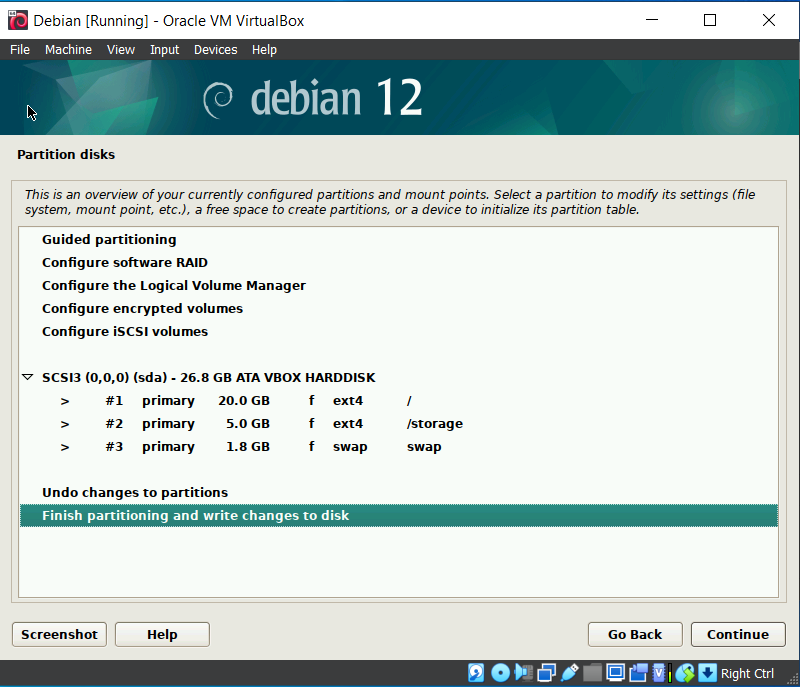 Debian [Running] - Oracle VM VirtualBox
File Machine View Input Devices Help
debian 12
Partition disks
This is an overview of your currently configured partitions and mount points. Select a partition to modify its settings (file
system, mount point, etc.), a free space to create partitions, or a device to initialize its partition table.
Guided partitioning
Configure software RAID
Configure the Logical Volume Manager
Configure encrypted volumes
Configure iSCSI volumes
SCSI3 (0,0,0) (sda) - 26.8 GB ATA VBOX HARDDISK
> #1 primary 20.0 GB f ext4 /
> #2 primary 5.0 GB f ext4 /storage
> #3 primary 1.8 GB f swap swap
Undo changes to partitions
Finish partitioning and write changes to disk
Screenshot Help Go Back Continue
Right Ctrl